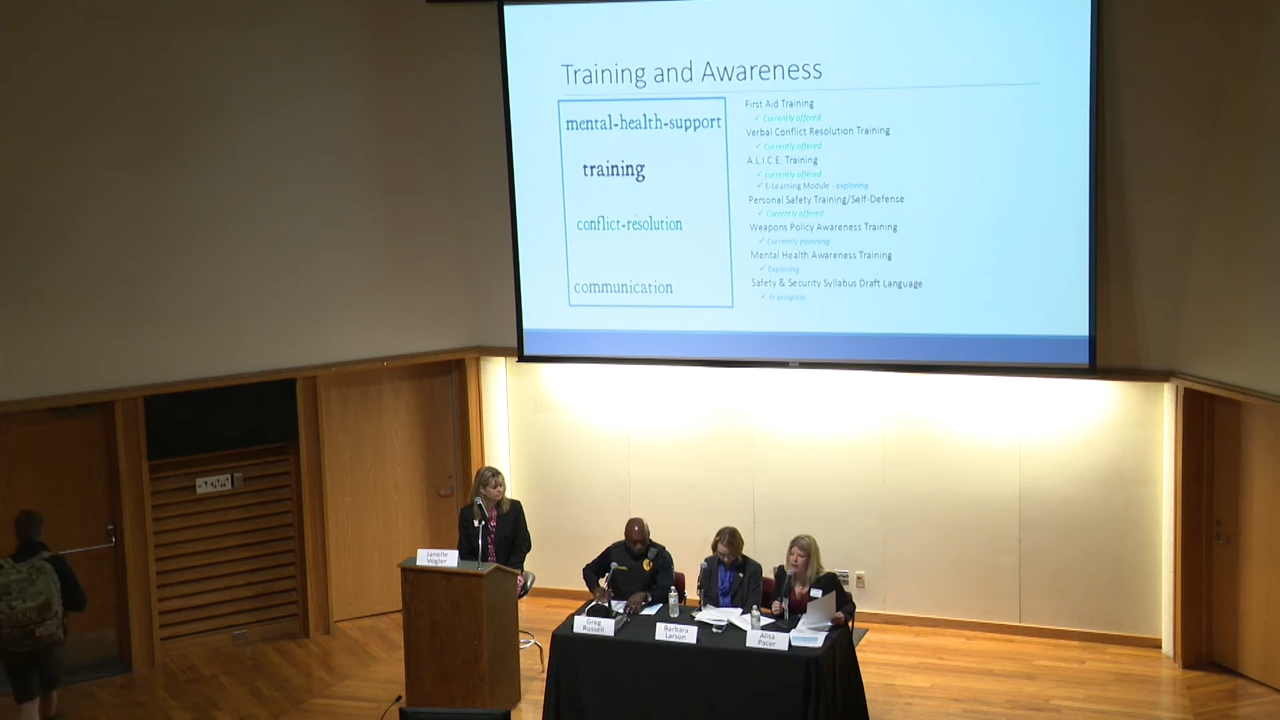 Training and Awareness
mental-health-support
training
conflict-resolution
communication
First Aid Training
✓ Currently offered
Verbal Conflict Resolution Training
✓ Currently offered
A.L.I.C.E. Training
✓ currently offered
✓ E-Learning Module - exploring
Personal Safety Training/Self-Defense
✓ Currently offered
Weapons Policy Awareness Training
✓ Currently planning
Mental Health Awareness Training
✓ Exploring
Safety & Security Syllabus Draft Language
✓ In progress
Janelle
Vogler
Greg
Russell
Barbara
Larson
Alisa
Pacer